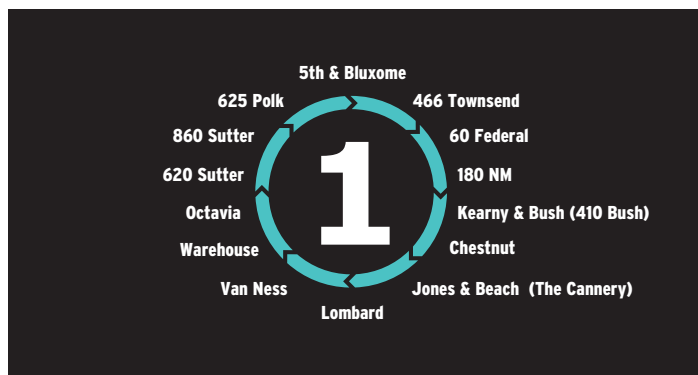 5th & Bluxome
625 Polk
466 Townsend
860 Sutter
60 Federal
1
620 Sutter
180 NM
Octavia
Kearny & Bush (410 Bush)
Warehouse
Chestnut
Van Ness
Jones & Beach (The Cannery)
Lombard